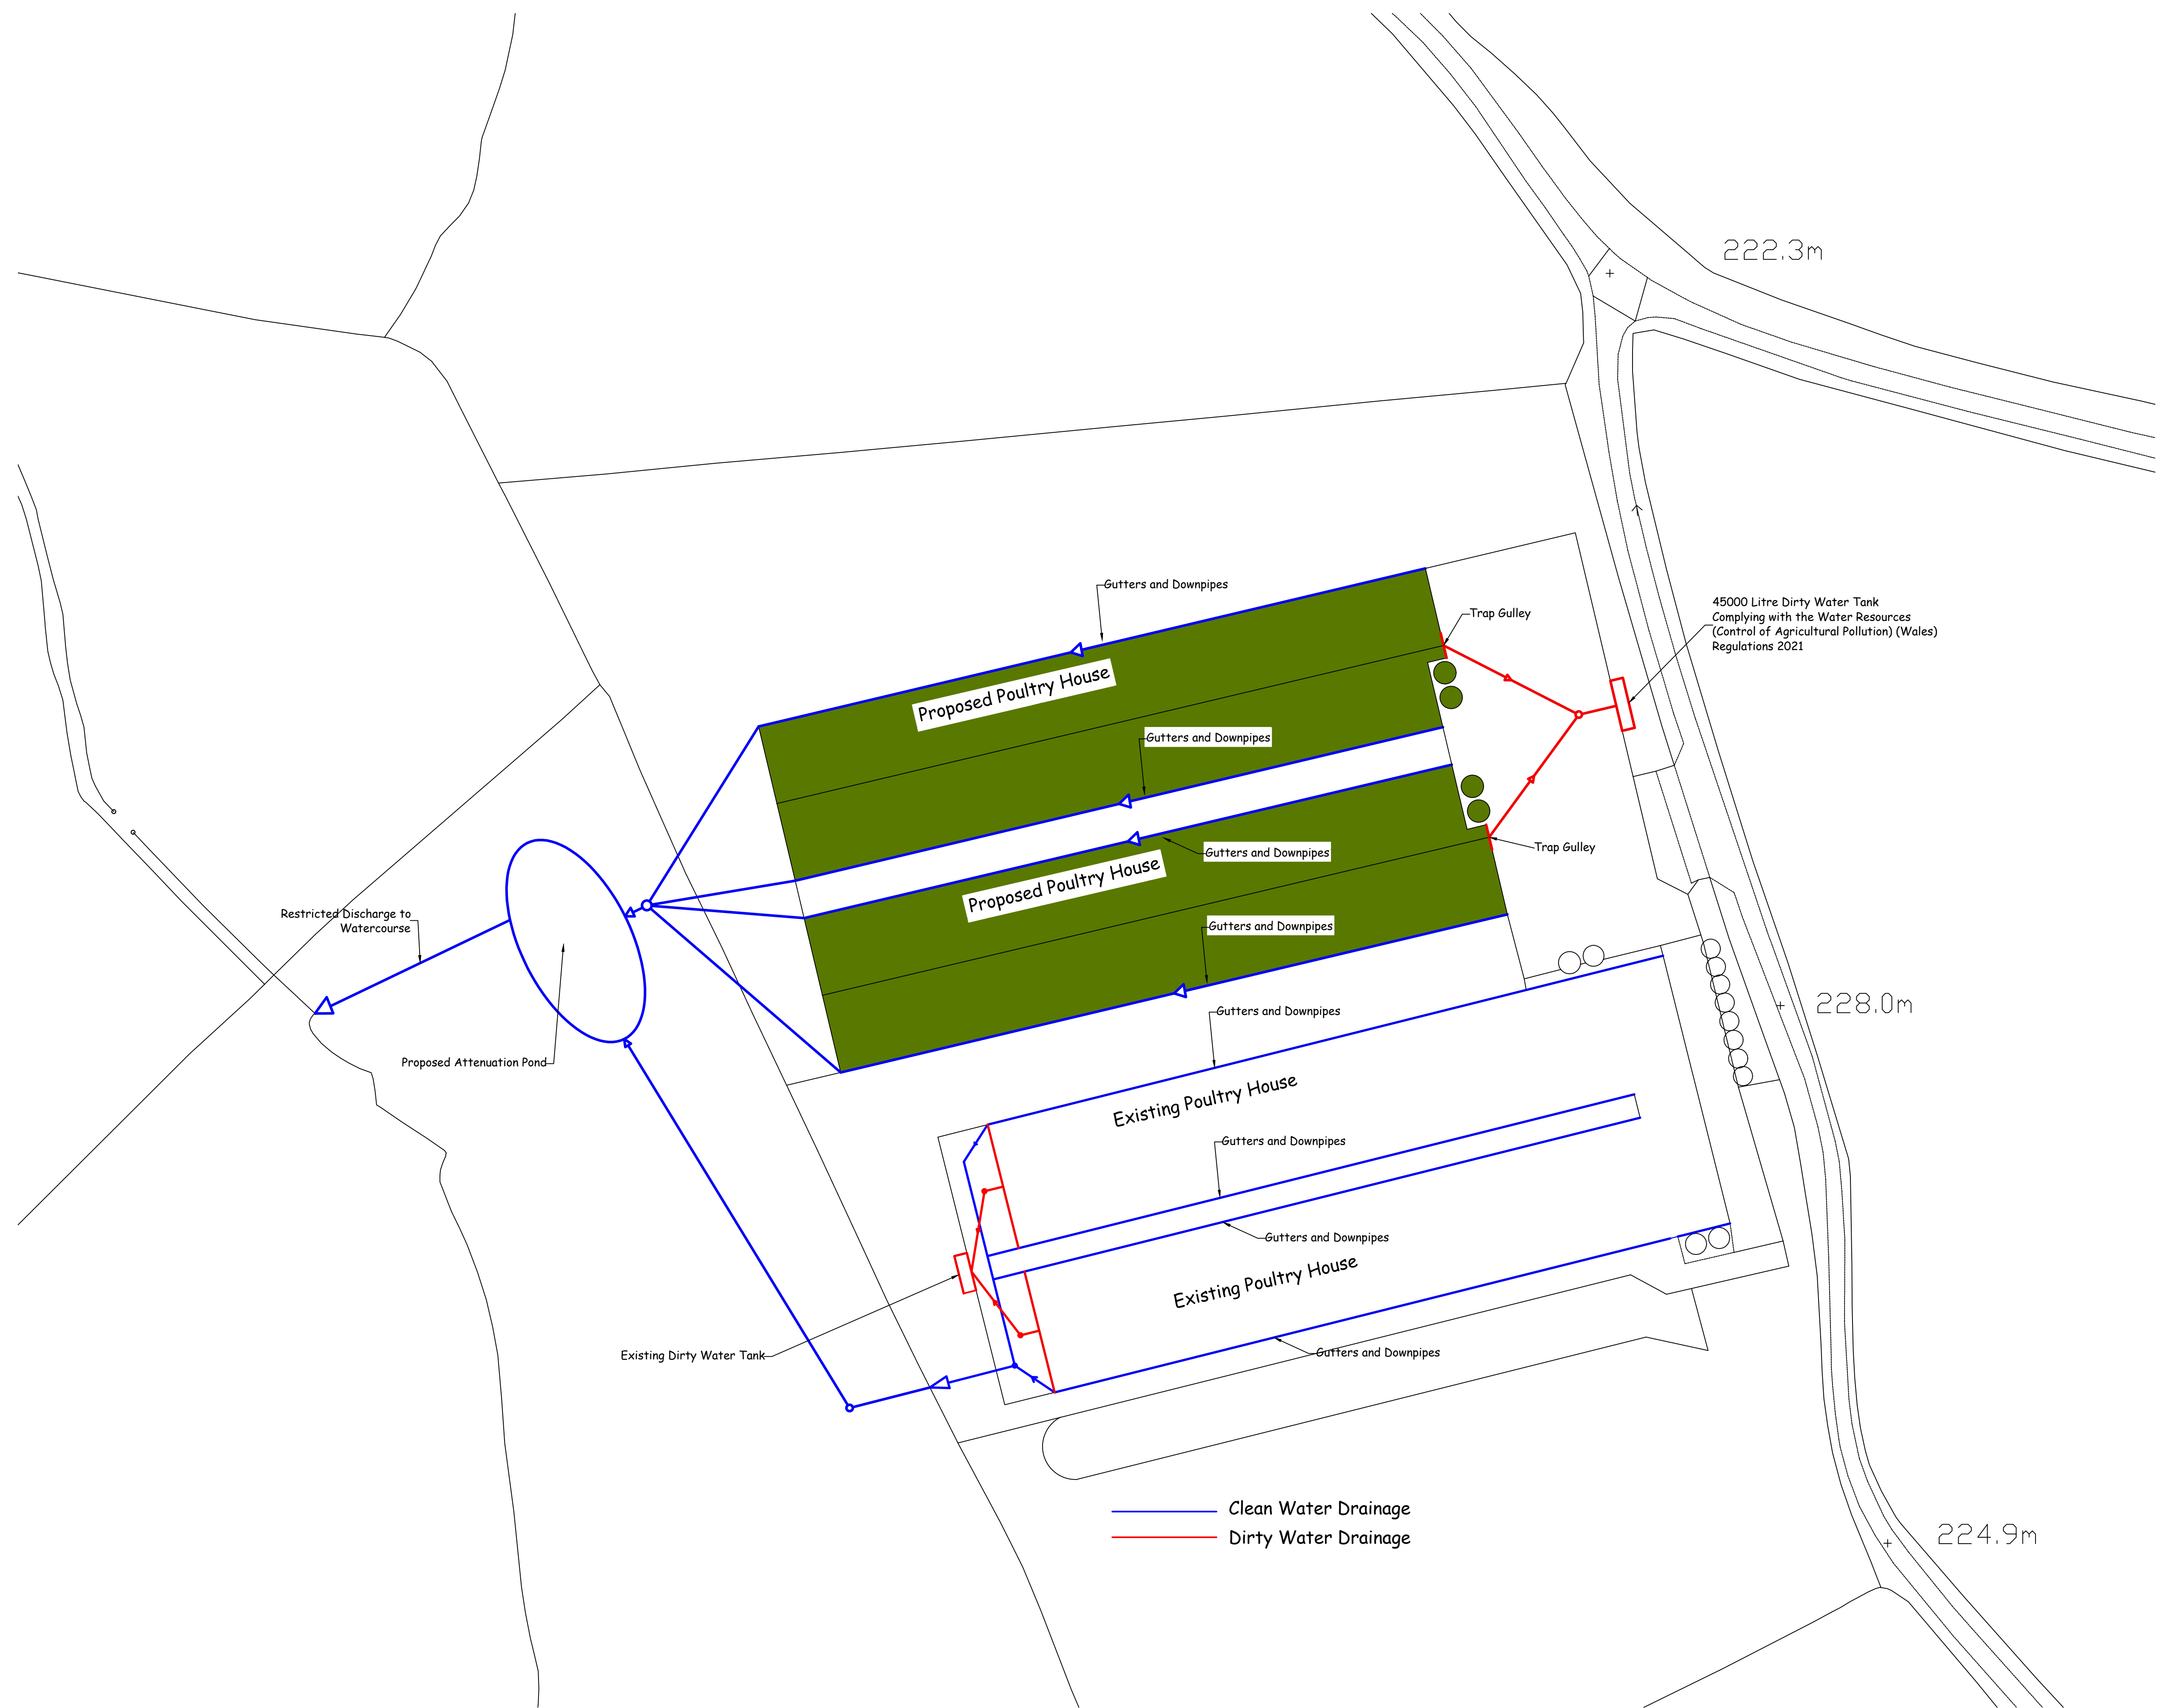 222.3m
Gutters and Downpipes
Trap Gulley
45000 Litre Dirty Water Tank
Complying with the Water Resources
(Control of Agricultural Pollution) (Wales)
Regulations 2021
Proposed Poultry House
Gutters and Downpipes
Gutters and Downpipes
Trap Gulley
Proposed Poultry House
Restricted Discharge to
Watercourse
Gutters and Downpipes
228.0m
Gutters and Downpipes
Proposed Attenuation Pond
Existing Poultry House
Gutters and Downpipes
Gutters and Downpipes
Existing Poultry House
Existing Dirty Water Tank
Gutters and Downpipes
Clean Water Drainage
Dirty Water Drainage
224.9m